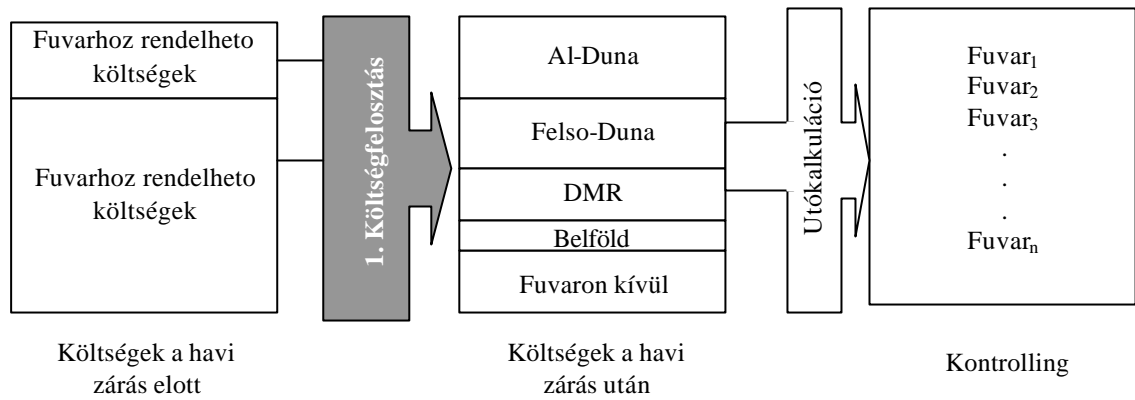 Fuvarhoz rendelheto
költségek
Fuvarhoz rendelheto
költségek
Költségek a havi
zárás elott
1. Költségfelosztás
Al-Duna
Felso-Duna
DMR
Belföld
Fuvaron kívül
Költségek a havi
zárás után
Utókalkuláció
Fuvar₁
Fuvar₂
Fuvar₃
.
.
.
Fuvarₙ
Kontrolling